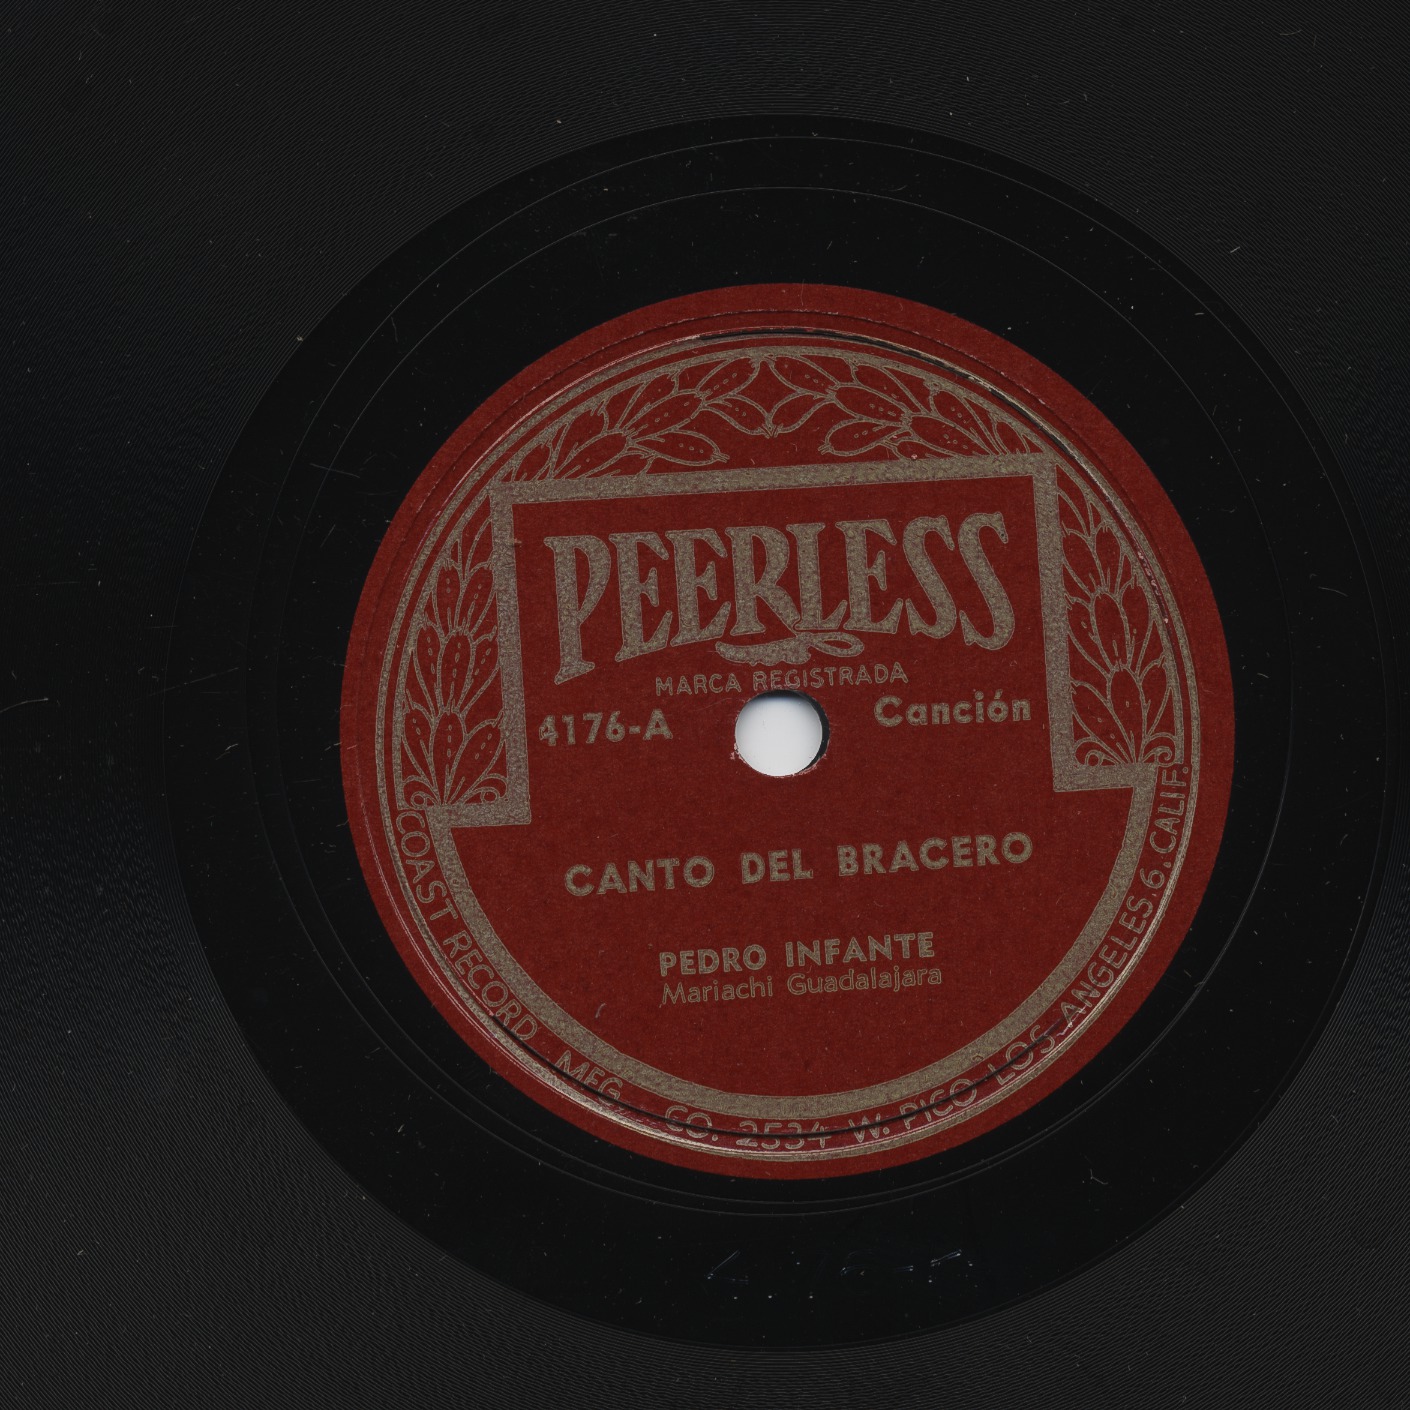 PEERLESS
MARCA REGISTRADA
4176-A
Canción
CANTO DEL BRACERO
PEDRO INFANTE
Mariachi Guadalajara
COAST RECORD MFG. CO. 2534 W. PICO LOS ANGELES. 6. CALIF.